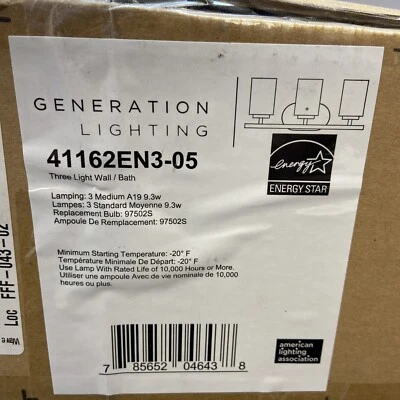 GENERATION
LIGHTING
41162EN3-05
Three Light Wall / Bath
Lamping: 3 Medium A19 9.3w
Lampes: 3 Standard Moyenne 9.3w
Replacement Bulb: 97502S
Ampoule De Remplacement: 97502S
energy
ENERGY STAR
Minimum Starting Temperature: -20° F
Température Minimale De Départ: -20° F
Use Lamp With Rated Life of 10,000 Hours or More.
Utiliser une ampoule Avec de vie nominale de 10,000
heures ou plus.
7 85652 04643 8
american
lighting
association
Loc FFF-043-02